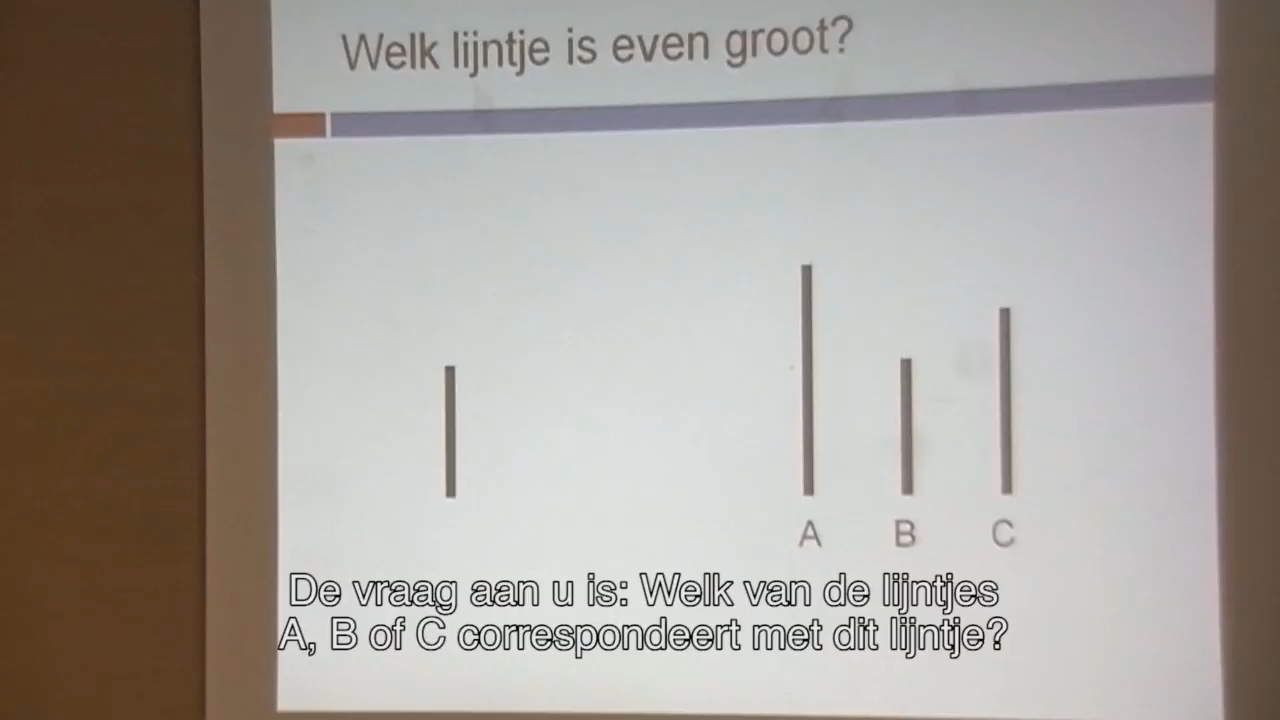 Welk lijntje is even groot?
A B C
De vraag aan u is: Welk van de lijntjes
A, B of C correspondeert met dit lijntje?